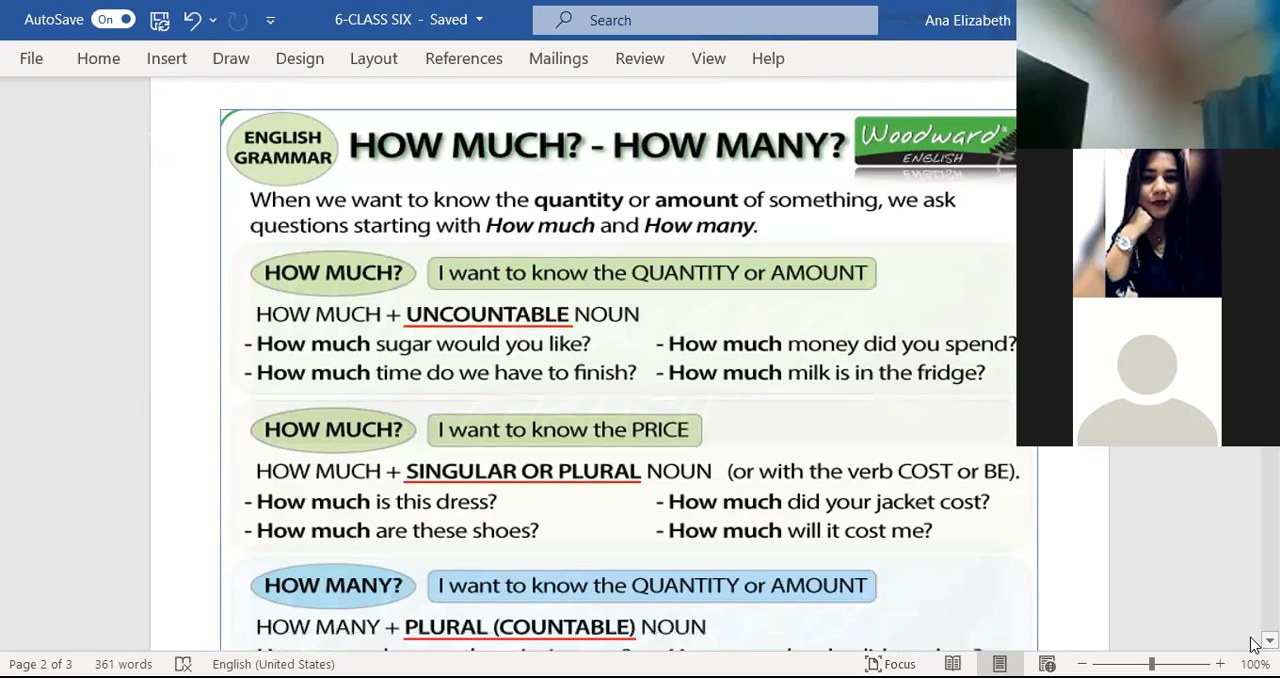 AutoSave On 6-CLASS SIX - Saved Search Ana Elizabeth
File Home Insert Draw Design Layout References Mailings Review View Help
ENGLISH GRAMMAR
HOW MUCH? - HOW MANY?
Woodward®
ENGLISH
When we want to know the quantity or amount of something, we ask
questions starting with How much and How many.
HOW MUCH? I want to know the QUANTITY or AMOUNT
HOW MUCH + UNCOUNTABLE NOUN
- How much sugar would you like? - How much money did you spend?
- How much time do we have to finish? - How much milk is in the fridge?
HOW MUCH? I want to know the PRICE
HOW MUCH + SINGULAR OR PLURAL NOUN (or with the verb COST or BE).
- How much is this dress? - How much did your jacket cost?
- How much are these shoes? - How much will it cost me?
HOW MANY? I want to know the QUANTITY or AMOUNT
HOW MANY + PLURAL (COUNTABLE) NOUN
Page 2 of 3 361 words English (United States) Focus 100%